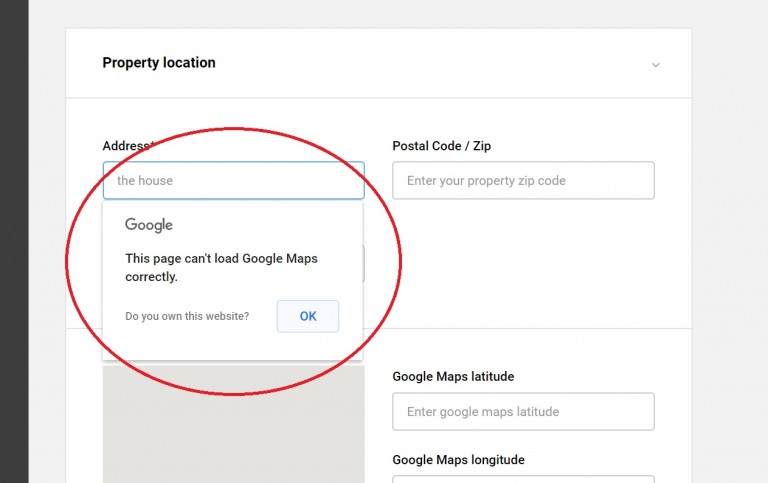 Property location
Address*
Postal Code / Zip
the house
Enter your property zip code
Google
This page can't load Google Maps
correctly.
Do you own this website?
OK
Google Maps latitude
Enter google maps latitude
Google Maps longitude